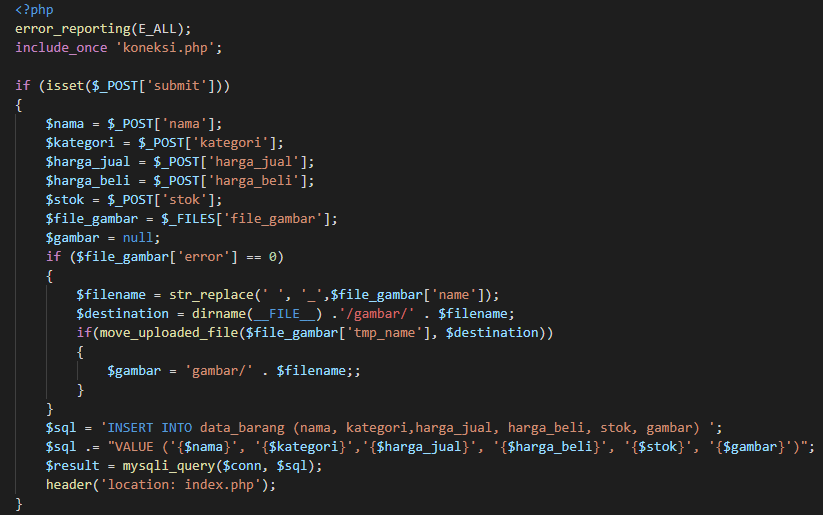 <?php
error_reporting(E_ALL);
include_once 'koneksi.php';
if (isset($_POST['submit']))
{
$nama = $_POST['nama'];
$kategori = $_POST['kategori'];
$harga_jual = $_POST['harga_jual'];
$harga_beli = $_POST['harga_beli'];
$stok = $_POST['stok'];
$file_gambar = $_FILES['file_gambar'];
$gambar = null;
if ($file_gambar['error'] == 0)
{
$filename = str_replace(' ', '_',$file_gambar['name']);
$destination = dirname(__FILE__) .'/gambar/' . $filename;
if(move_uploaded_file($file_gambar['tmp_name'], $destination))
{
$gambar = 'gambar/' . $filename;;
}
}
$sql = 'INSERT INTO data_barang (nama, kategori,harga_jual, harga_beli, stok, gambar) ';
$sql .= "VALUE ('{$nama}', '{$kategori}','{$harga_jual}', '{$harga_beli}', '{$stok}', '{$gambar}')";
$result = mysqli_query($conn, $sql);
header('location: index.php');
}